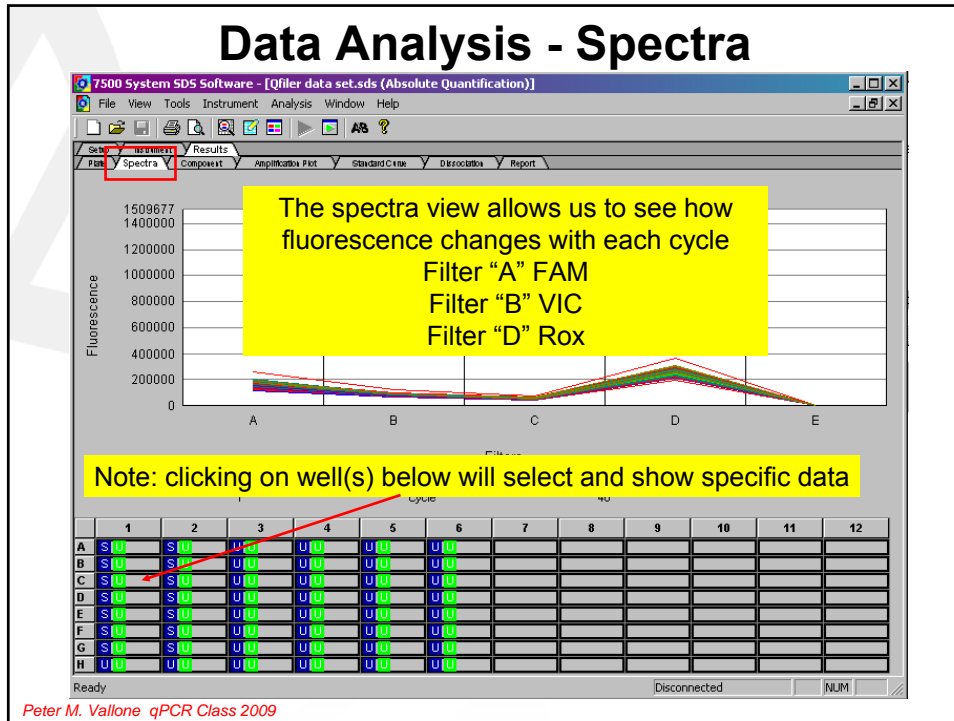 Data Analysis - Spectra
7500 System SDS Software - [Qfiler data set.sds (Absolute Quantification)]
File View Tools Instrument Analysis Window Help
Setup Instrument Results
Plate Spectra Component Amplification Plot Standard Curve Dissociation Report
The spectra view allows us to see how
fluorescence changes with each cycle
Filter “A” FAM
Filter “B” VIC
Filter “D” Rox
Fluorescence
1509677
1400000
1200000
1000000
800000
600000
400000
200000
0
A B C D E
Note: clicking on well(s) below will select and show specific data
1 2 3 4 5 6 7 8 9 10 11 12
A S U S U U U U U U U U U
B S U S U U U U U U U U U
C S U S U U U U U U U U U
D S U S U U U U U U U U U
E S U S U U U U U U U U U
F S U S U U U U U U U U U
G S U S U U U U U U U U U
H U U U U U U U U U U U U
Ready Disconnected NUM
Peter M. Vallone qPCR Class 2009